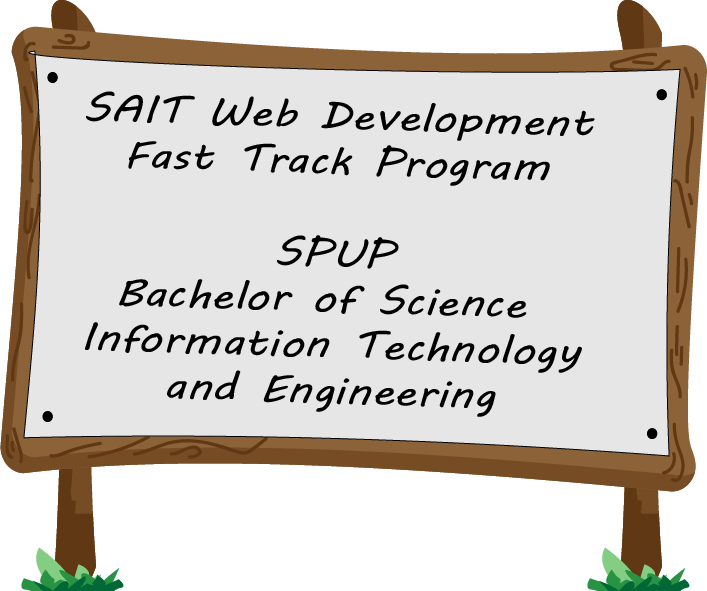 SAIT Web Development
Fast Track Program
SPUP
Bachelor of Science
Information Technology
and Engineering